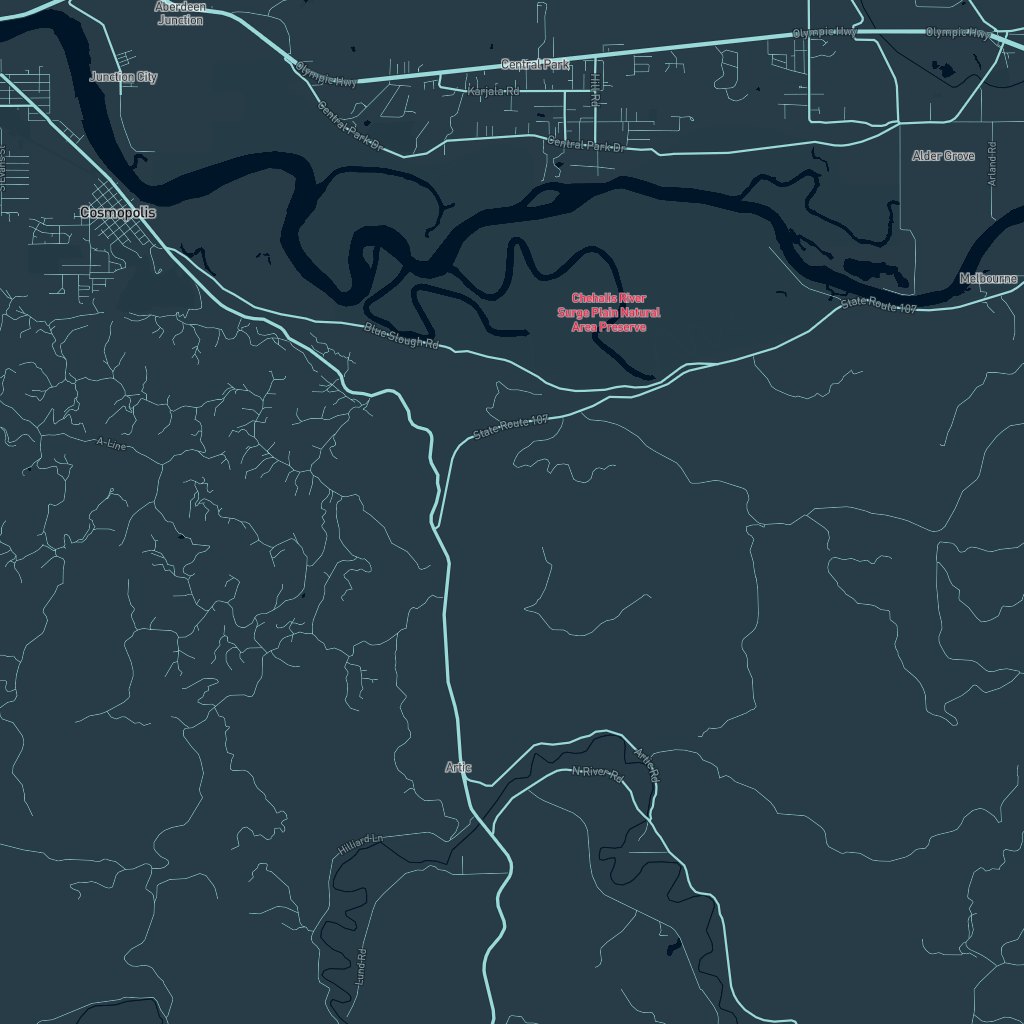 Aberdeen
Junction
Olympic Hwy
Olympic Hwy
Central Park
Olympic Hwy
Junction City
Karjala Rd
Hill Rd
Central Park Dr
Central Park Dr
Alder Grove
Arland Rd
S Evans St
Cosmopolis
Melbourne
Chehalis River
Surge Plain Natural
Area Preserve
State Route 107
Blue Slough Rd
State Route 107
A-Line
Artic
Artic Rd
N River Rd
Hilliard Ln
Lund Rd